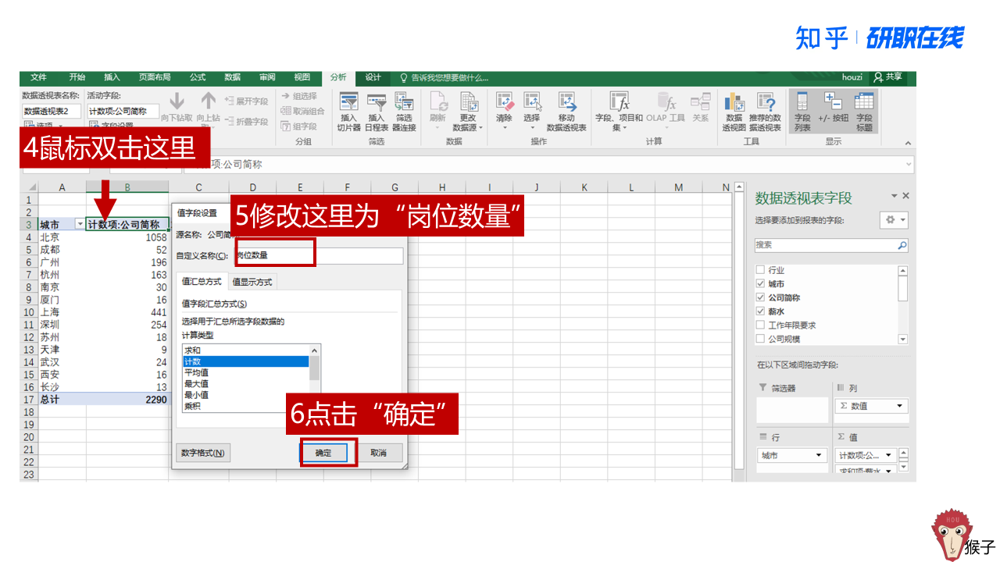 知乎 | 研职在线
文件 开始 插入 页面布局 公式 数据 审阅 视图 分析 设计 告诉我您想要做什么... houzi 共享
数据透视表名称: 活动字段:
数据透视表2 计数项:公司简称
向下钻取 向上钻取
展开字段
折叠字段
组选择
取消组合
组字段
分组
插入切片器 插入日程表 筛选器连接
筛选
刷新 更改数据源
数据
清除 选择 移动数据透视表
操作
字段、项目和集 OLAP 工具 关系
计算
数据透视图 推荐的数据透视表
工具
字段列表 +/- 按钮 字段标题
显示
4鼠标双击这里
项:公司简称
A B C D E F G H I J K L M N
1
2
3 城市 计数项:公司简称
4 北京 1058
5 成都 52
6 广州 196
7 杭州 163
8 南京 30
9 厦门 16
10 上海 441
11 深圳 254
12 苏州 18
13 天津 9
14 武汉 24
15 西安 16
16 长沙 13
17 总计 2290
18
19
20
21
22
23
值字段设置
5修改这里为“岗位数量”
源名称: 公司简
自定义名称(C): 岗位数量
值汇总方式 值显示方式
值字段汇总方式(S)
选择用于汇总所选字段数据的
计算类型
求和
计数
平均值
最大值
最小值
乘积
6点击“确定”
数字格式(N) 确定 取消
数据透视表字段
选择要添加到报表的字段:
搜索
行业
城市
公司简称
薪水
工作年限要求
公司规模
在以下区域间拖动字段:
筛选器 列
Σ 数值
行 Σ 值
城市 计数项:公...
求和项:薪水
HOU
猴子